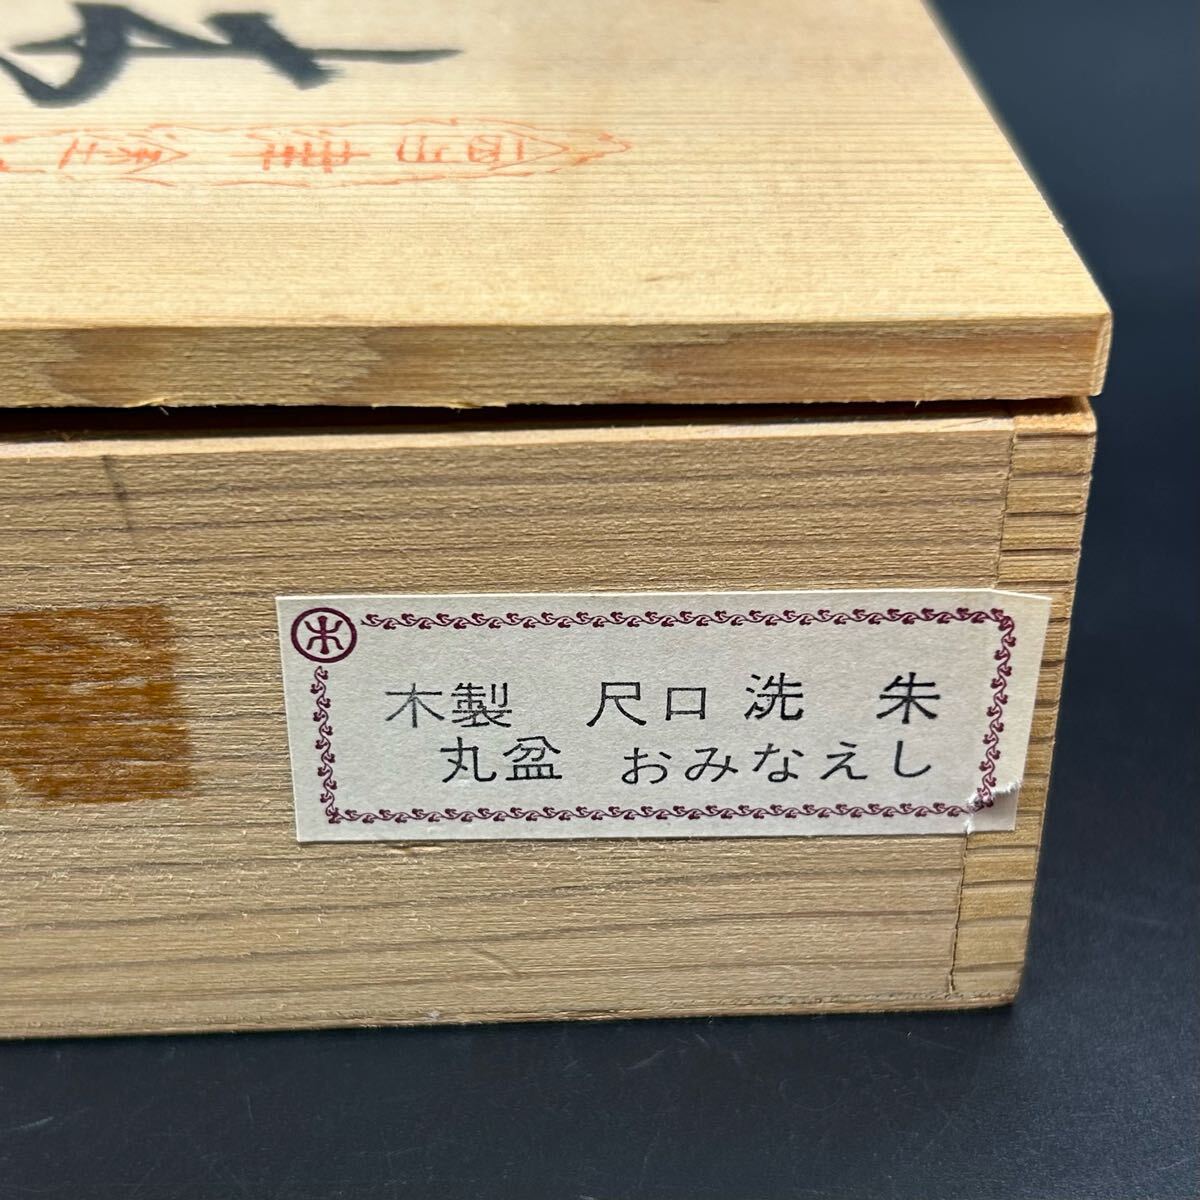 木製 尺口 洗 朱
丸盆 おみなえし